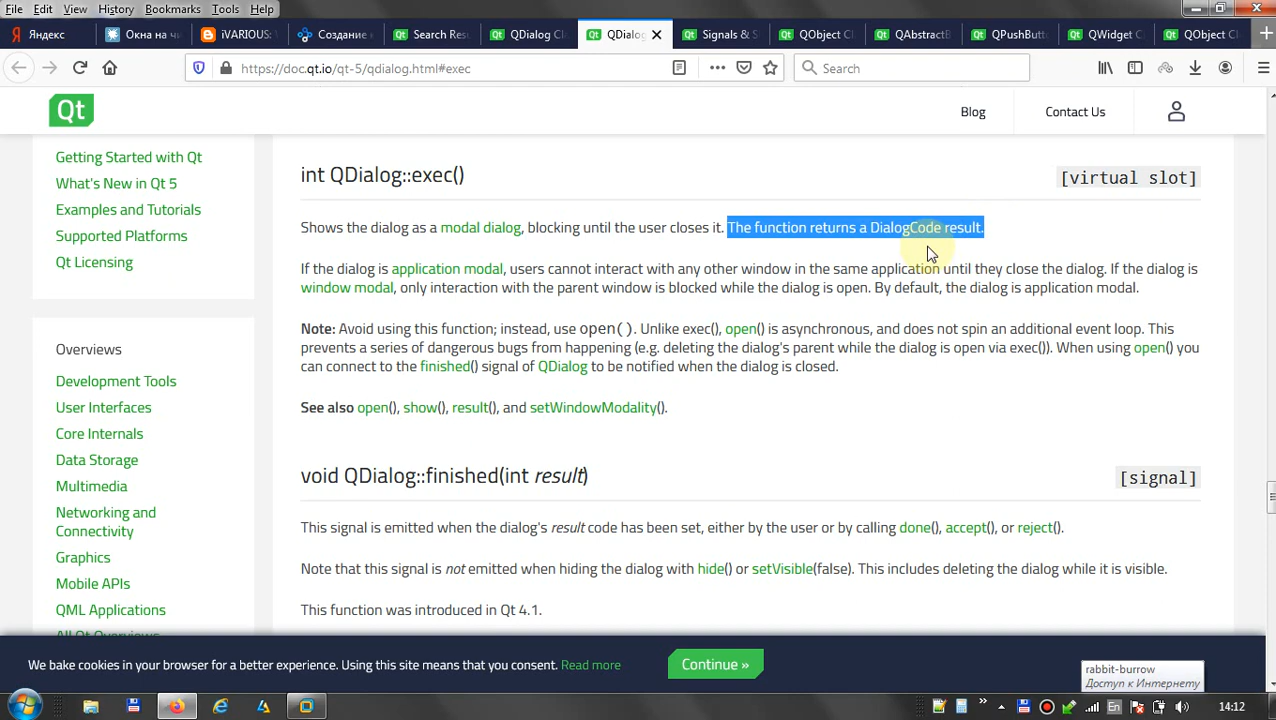 File Edit View History Bookmarks Tools Help
Яндекс
Окна на чи
iVARIOUS: V
Создание
Search Resu
QDialog Cl
QDialog
Signals & S
QObject Cl
QAbstractB
QPushButto
QWidget C
QObject Cl
https://doc.qt.io/qt-5/qdialog.html#exec
Search
Qt
Blog
Contact Us
Getting Started with Qt
What's New in Qt 5
Examples and Tutorials
Supported Platforms
Qt Licensing
Overviews
Development Tools
User Interfaces
Core Internals
Data Storage
Multimedia
Networking and
Connectivity
Graphics
Mobile APIs
QML Applications
All Qt Overviews
int QDialog::exec()
[virtual slot]
Shows the dialog as a modal dialog, blocking until the user closes it. The function returns a DialogCode result.
If the dialog is application modal, users cannot interact with any other window in the same application until they close the dialog. If the dialog is
window modal, only interaction with the parent window is blocked while the dialog is open. By default, the dialog is application modal.
Note: Avoid using this function; instead, use open(). Unlike exec(), open() is asynchronous, and does not spin an additional event loop. This
prevents a series of dangerous bugs from happening (e.g. deleting the dialog's parent while the dialog is open via exec()). When using open() you
can connect to the finished() signal of QDialog to be notified when the dialog is closed.
See also open(), show(), result(), and setWindowModality().
void QDialog::finished(int result)
[signal]
This signal is emitted when the dialog's result code has been set, either by the user or by calling done(), accept(), or reject().
Note that this signal is not emitted when hiding the dialog with hide() or setVisible(false). This includes deleting the dialog while it is visible.
This function was introduced in Qt 4.1.
We bake cookies in your browser for a better experience. Using this site means that you consent. Read more
Continue »
rabbit-burrow
Доступ к Интернету
En
14:12